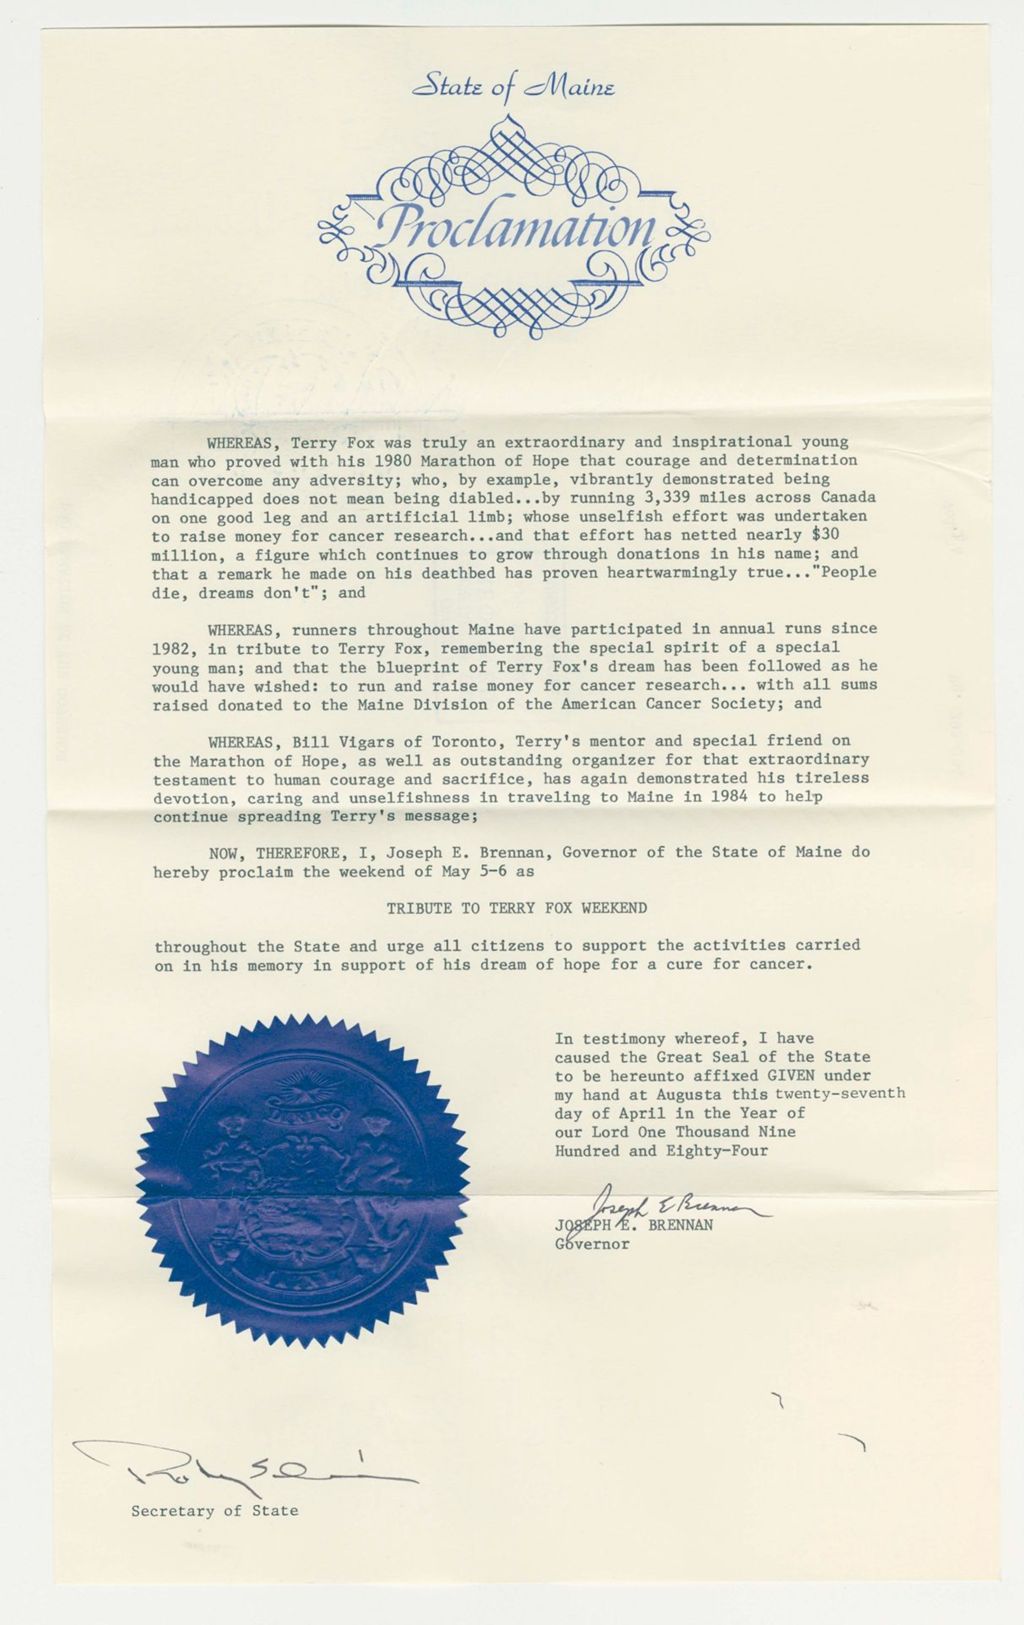 State of Maine
Proclamation
WHEREAS, Terry Fox was truly an extraordinary and inspirational young
man who proved with his 1980 Marathon of Hope that courage and determination
can overcome any adversity; who, by example, vibrantly demonstrated being
handicapped does not mean being diabled...by running 3,339 miles across Canada
on one good leg and an artificial limb; whose unselfish effort was undertaken
to raise money for cancer research...and that effort has netted nearly $30
million, a figure which continues to grow through donations in his name; and
that a remark he made on his deathbed has proven heartwarmingly true..."People
die, dreams don't"; and
WHEREAS, runners throughout Maine have participated in annual runs since
1982, in tribute to Terry Fox, remembering the special spirit of a special
young man; and that the blueprint of Terry Fox's dream has been followed as he
would have wished: to run and raise money for cancer research... with all sums
raised donated to the Maine Division of the American Cancer Society; and
WHEREAS, Bill Vigars of Toronto, Terry's mentor and special friend on
the Marathon of Hope, as well as outstanding organizer for that extraordinary
testament to human courage and sacrifice, has again demonstrated his tireless
devotion, caring and unselfishness in traveling to Maine in 1984 to help
continue spreading Terry's message;
NOW, THEREFORE, I, Joseph E. Brennan, Governor of the State of Maine do
hereby proclaim the weekend of May 5-6 as
TRIBUTE TO TERRY FOX WEEKEND
throughout the State and urge all citizens to support the activities carried
on in his memory in support of his dream of hope for a cure for cancer.
In testimony whereof, I have
caused the Great Seal of the State
to be hereunto affixed GIVEN under
my hand at Augusta this twenty-seventh
day of April in the Year of
our Lord One Thousand Nine
Hundred and Eighty-Four
Joseph E Brennan
JOSEPH E. BRENNAN
Governor
DIRIGO
Secretary of State